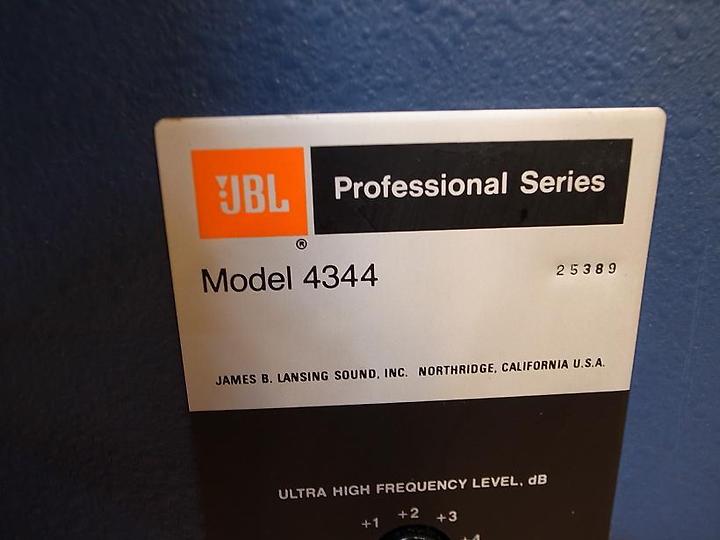 JBL Professional Series
®
Model 4344 25389
JAMES B. LANSING SOUND, INC. NORTHRIDGE, CALIFORNIA U.S.A.
ULTRA HIGH FREQUENCY LEVEL, dB
+1 +2 +3 +4